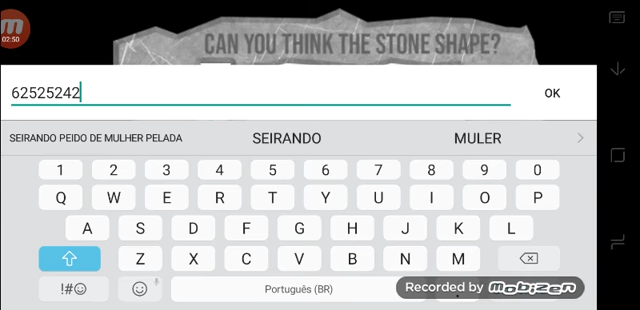 m
02:50
CAN YOU THINK THE STONE SHAPE?
62525242
OK
SEIRANDO PEIDO DE MULHER PELADA SEIRANDO MULER
1 2 3 4 5 6 7 8 9 0
Q W E R T Y U I O P
A S D F G H J K L
Z X C V B N M
!#☺ Português (BR) .
Recorded by mobizen